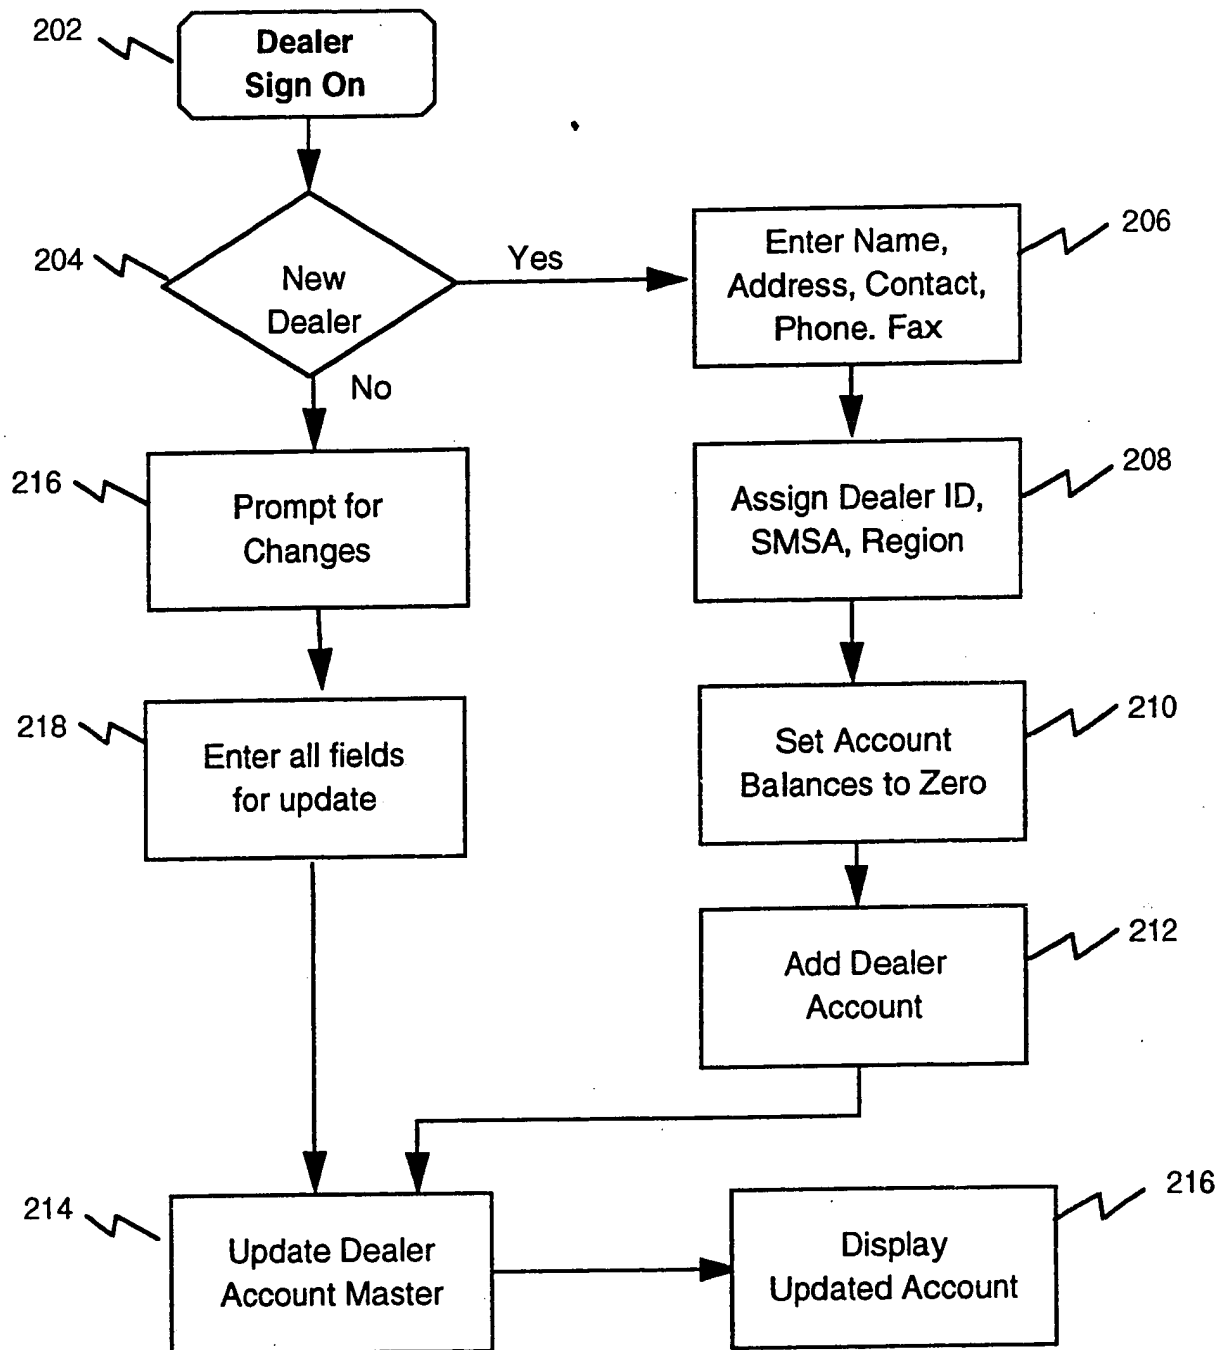 202
Dealer
Sign On
204
New
Dealer
Yes
No
Enter Name,
Address, Contact,
Phone. Fax
206
216
Prompt for
Changes
Assign Dealer ID,
SMSA, Region
208
218
Enter all fields
for update
Set Account
Balances to Zero
210
Add Dealer
Account
212
214
Update Dealer
Account Master
Display
Updated Account
216